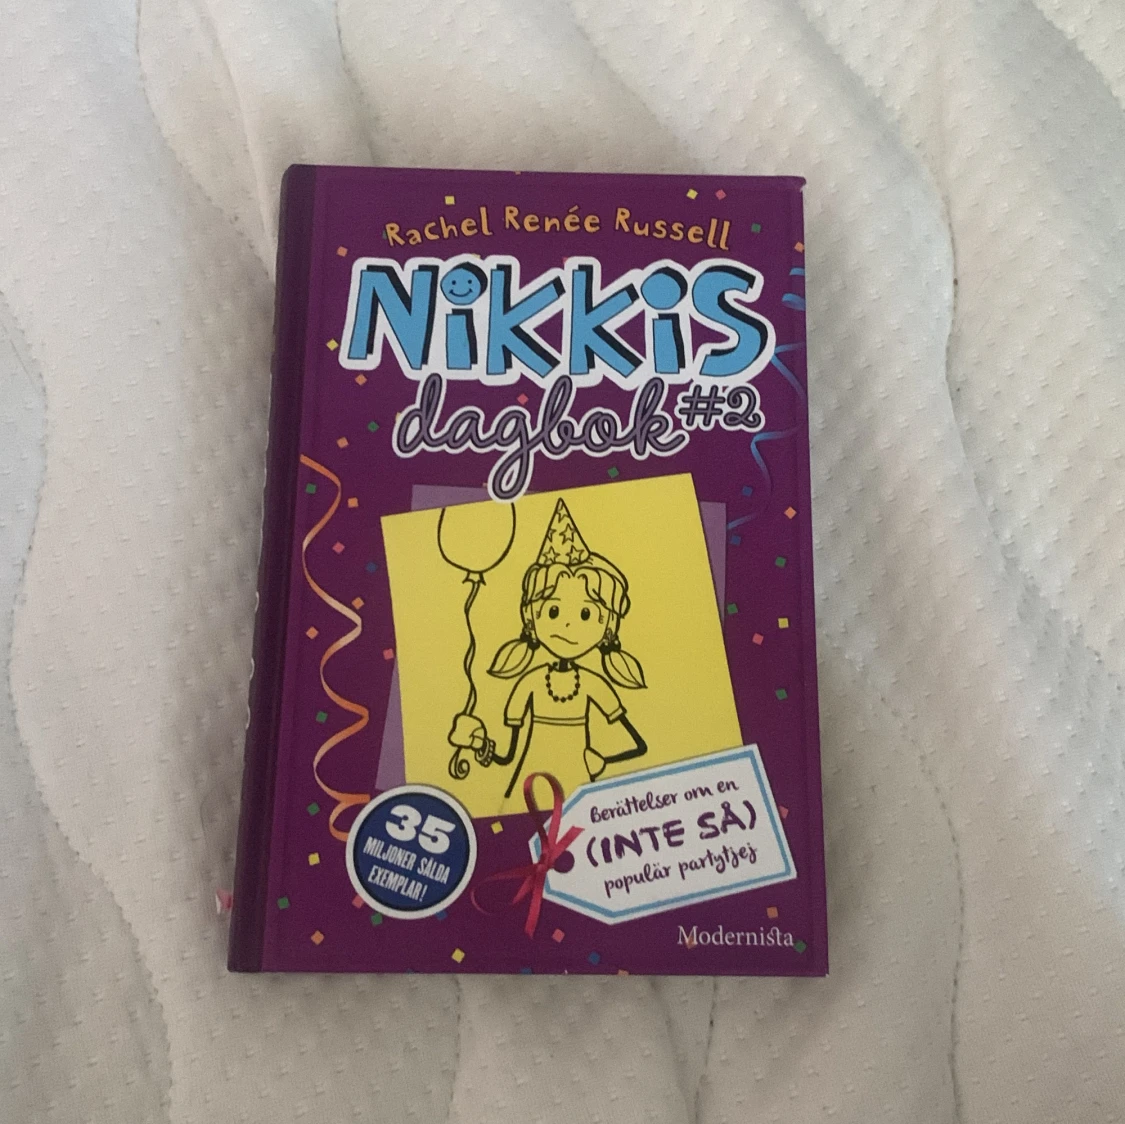 Rachel Renée Russell
NiKKiS
dagbok #2
35
MILJONER SÅLDA
EXEMPLAR!
Berättelser om en
(INTE SÅ)
populär partytjej
Modernista